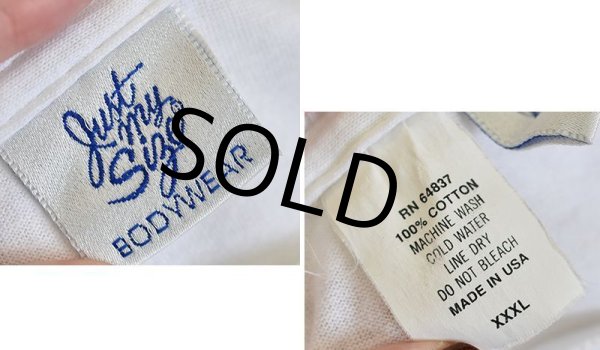 Just
my
Size
BODYWEAR
SOLD
RN 64837
100% COTTON
MACHINE WASH
COLD WATER
LINE DRY
DO NOT BLEACH
MADE IN USA
XXXL